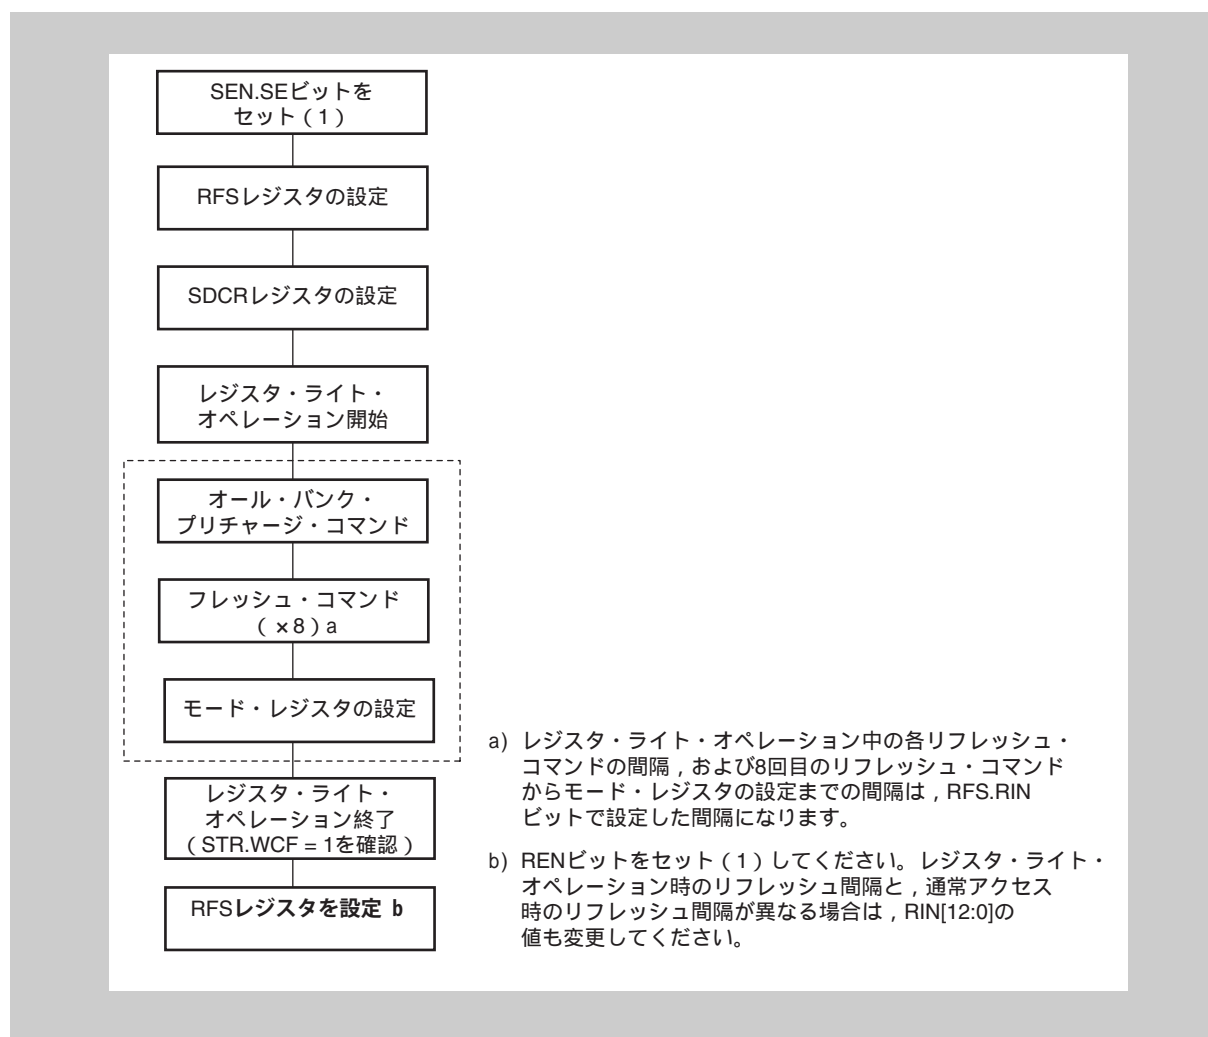 SEN.SEビットを
セット（1）
RFSレジスタの設定
SDCRレジスタの設定
レジスタ・ライト・
オペレーション開始
オール・バンク・
プリチャージ・コマンド
フレッシュ・コマンド
（×8）a
モード・レジスタの設定
レジスタ・ライト・
オペレーション終了
（STR.WCF = 1を確認）
RFSレジスタを設定 b
a) レジスタ・ライト・オペレーション中の各リフレッシュ・
コマンドの間隔，および8回目のリフレッシュ・コマンド
からモード・レジスタの設定までの間隔は，RFS.RIN
ビットで設定した間隔になります。
b) RENビットをセット（1）してください。レジスタ・ライト・
オペレーション時のリフレッシュ間隔と，通常アクセス
時のリフレッシュ間隔が異なる場合は，RIN[12:0]の
値も変更してください。